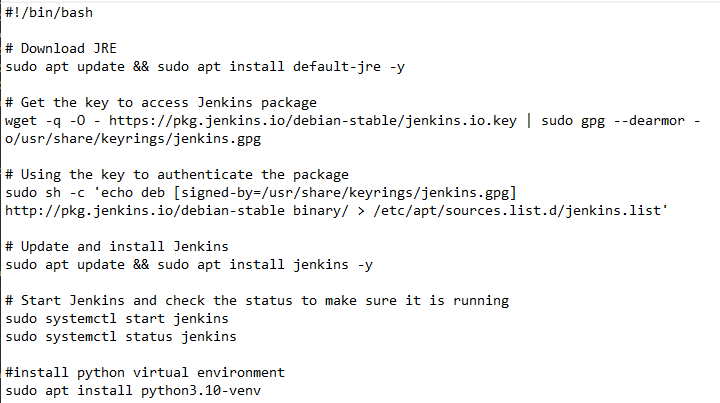 #!/bin/bash
# Download JRE
sudo apt update && sudo apt install default-jre -y
# Get the key to access Jenkins package
wget -q -O - https://pkg.jenkins.io/debian-stable/jenkins.io.key | sudo gpg --dearmor -
o/usr/share/keyrings/jenkins.gpg
# Using the key to authenticate the package
sudo sh -c 'echo deb [signed-by=/usr/share/keyrings/jenkins.gpg]
http://pkg.jenkins.io/debian-stable binary/ > /etc/apt/sources.list.d/jenkins.list'
# Update and install Jenkins
sudo apt update && sudo apt install jenkins -y
# Start Jenkins and check the status to make sure it is running
sudo systemctl start jenkins
sudo systemctl status jenkins
#install python virtual environment
sudo apt install python3.10-venv